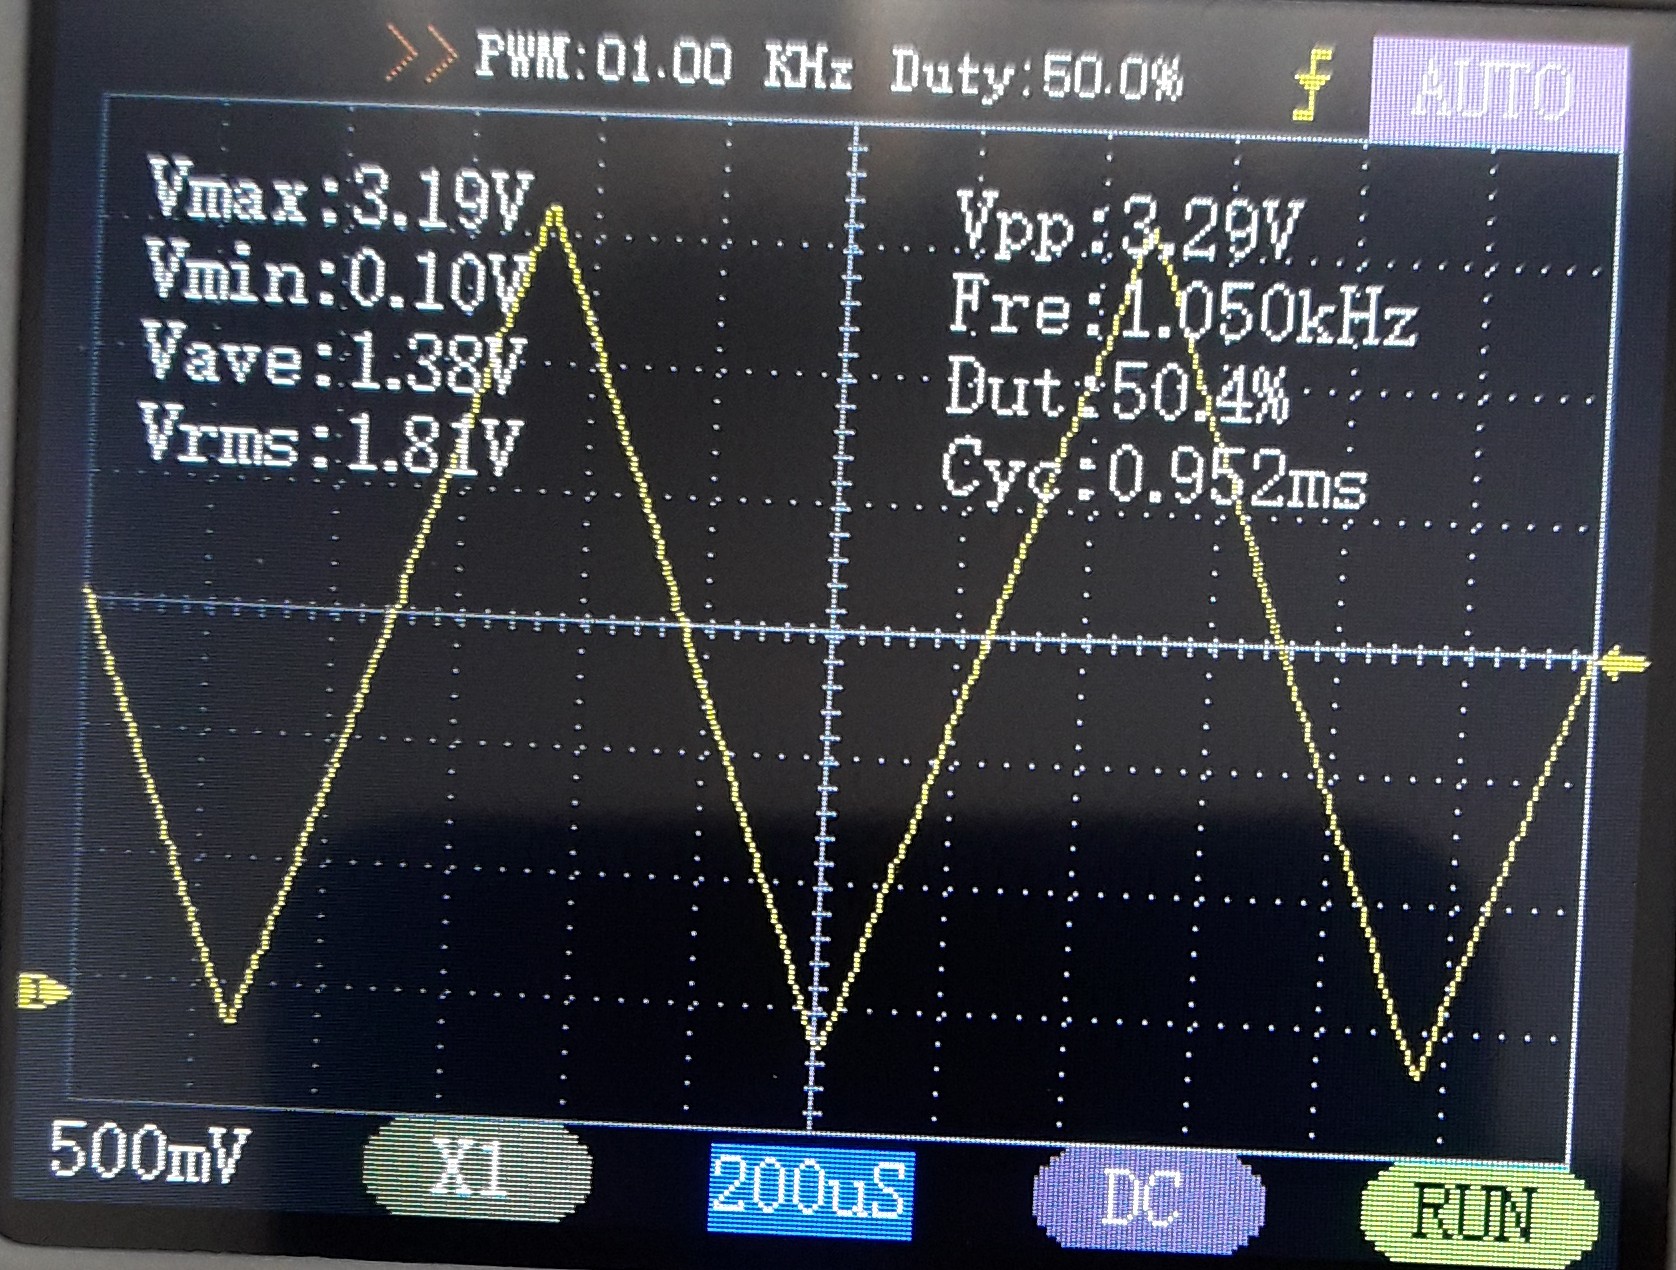 >> PWM:01.00 KHz Duty:50.0% AUTO
Vmax:3.19V
Vmin:0.10V
Vave:1.38V
Vrms:1.81V
Vpp:3.29V
Fre:1.050kHz
Dut:50.4%
Cyc:0.952ms
1
500mV X1 200uS DC RUN